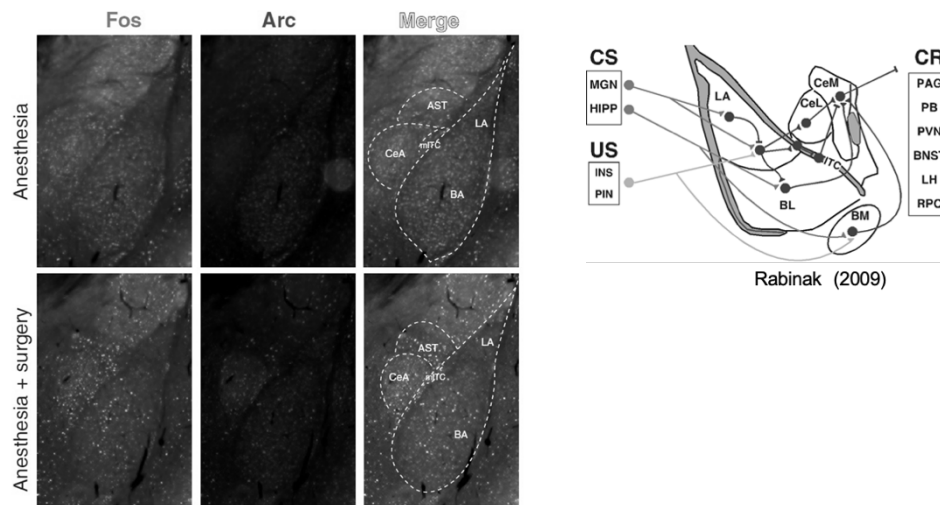 Fos
Arc
Merge
Anesthesia
AST
LA
mITC
CeA
BA
Anesthesia + surgery
AST
LA
mITC
CeA
BA
CS
MGN
HIPP
US
INS
PIN
LA
CeM
CeL
ITC
BL
BM
CR
PAG
PB
PVN
BNST
LH
RPC
Rabinak (2009)